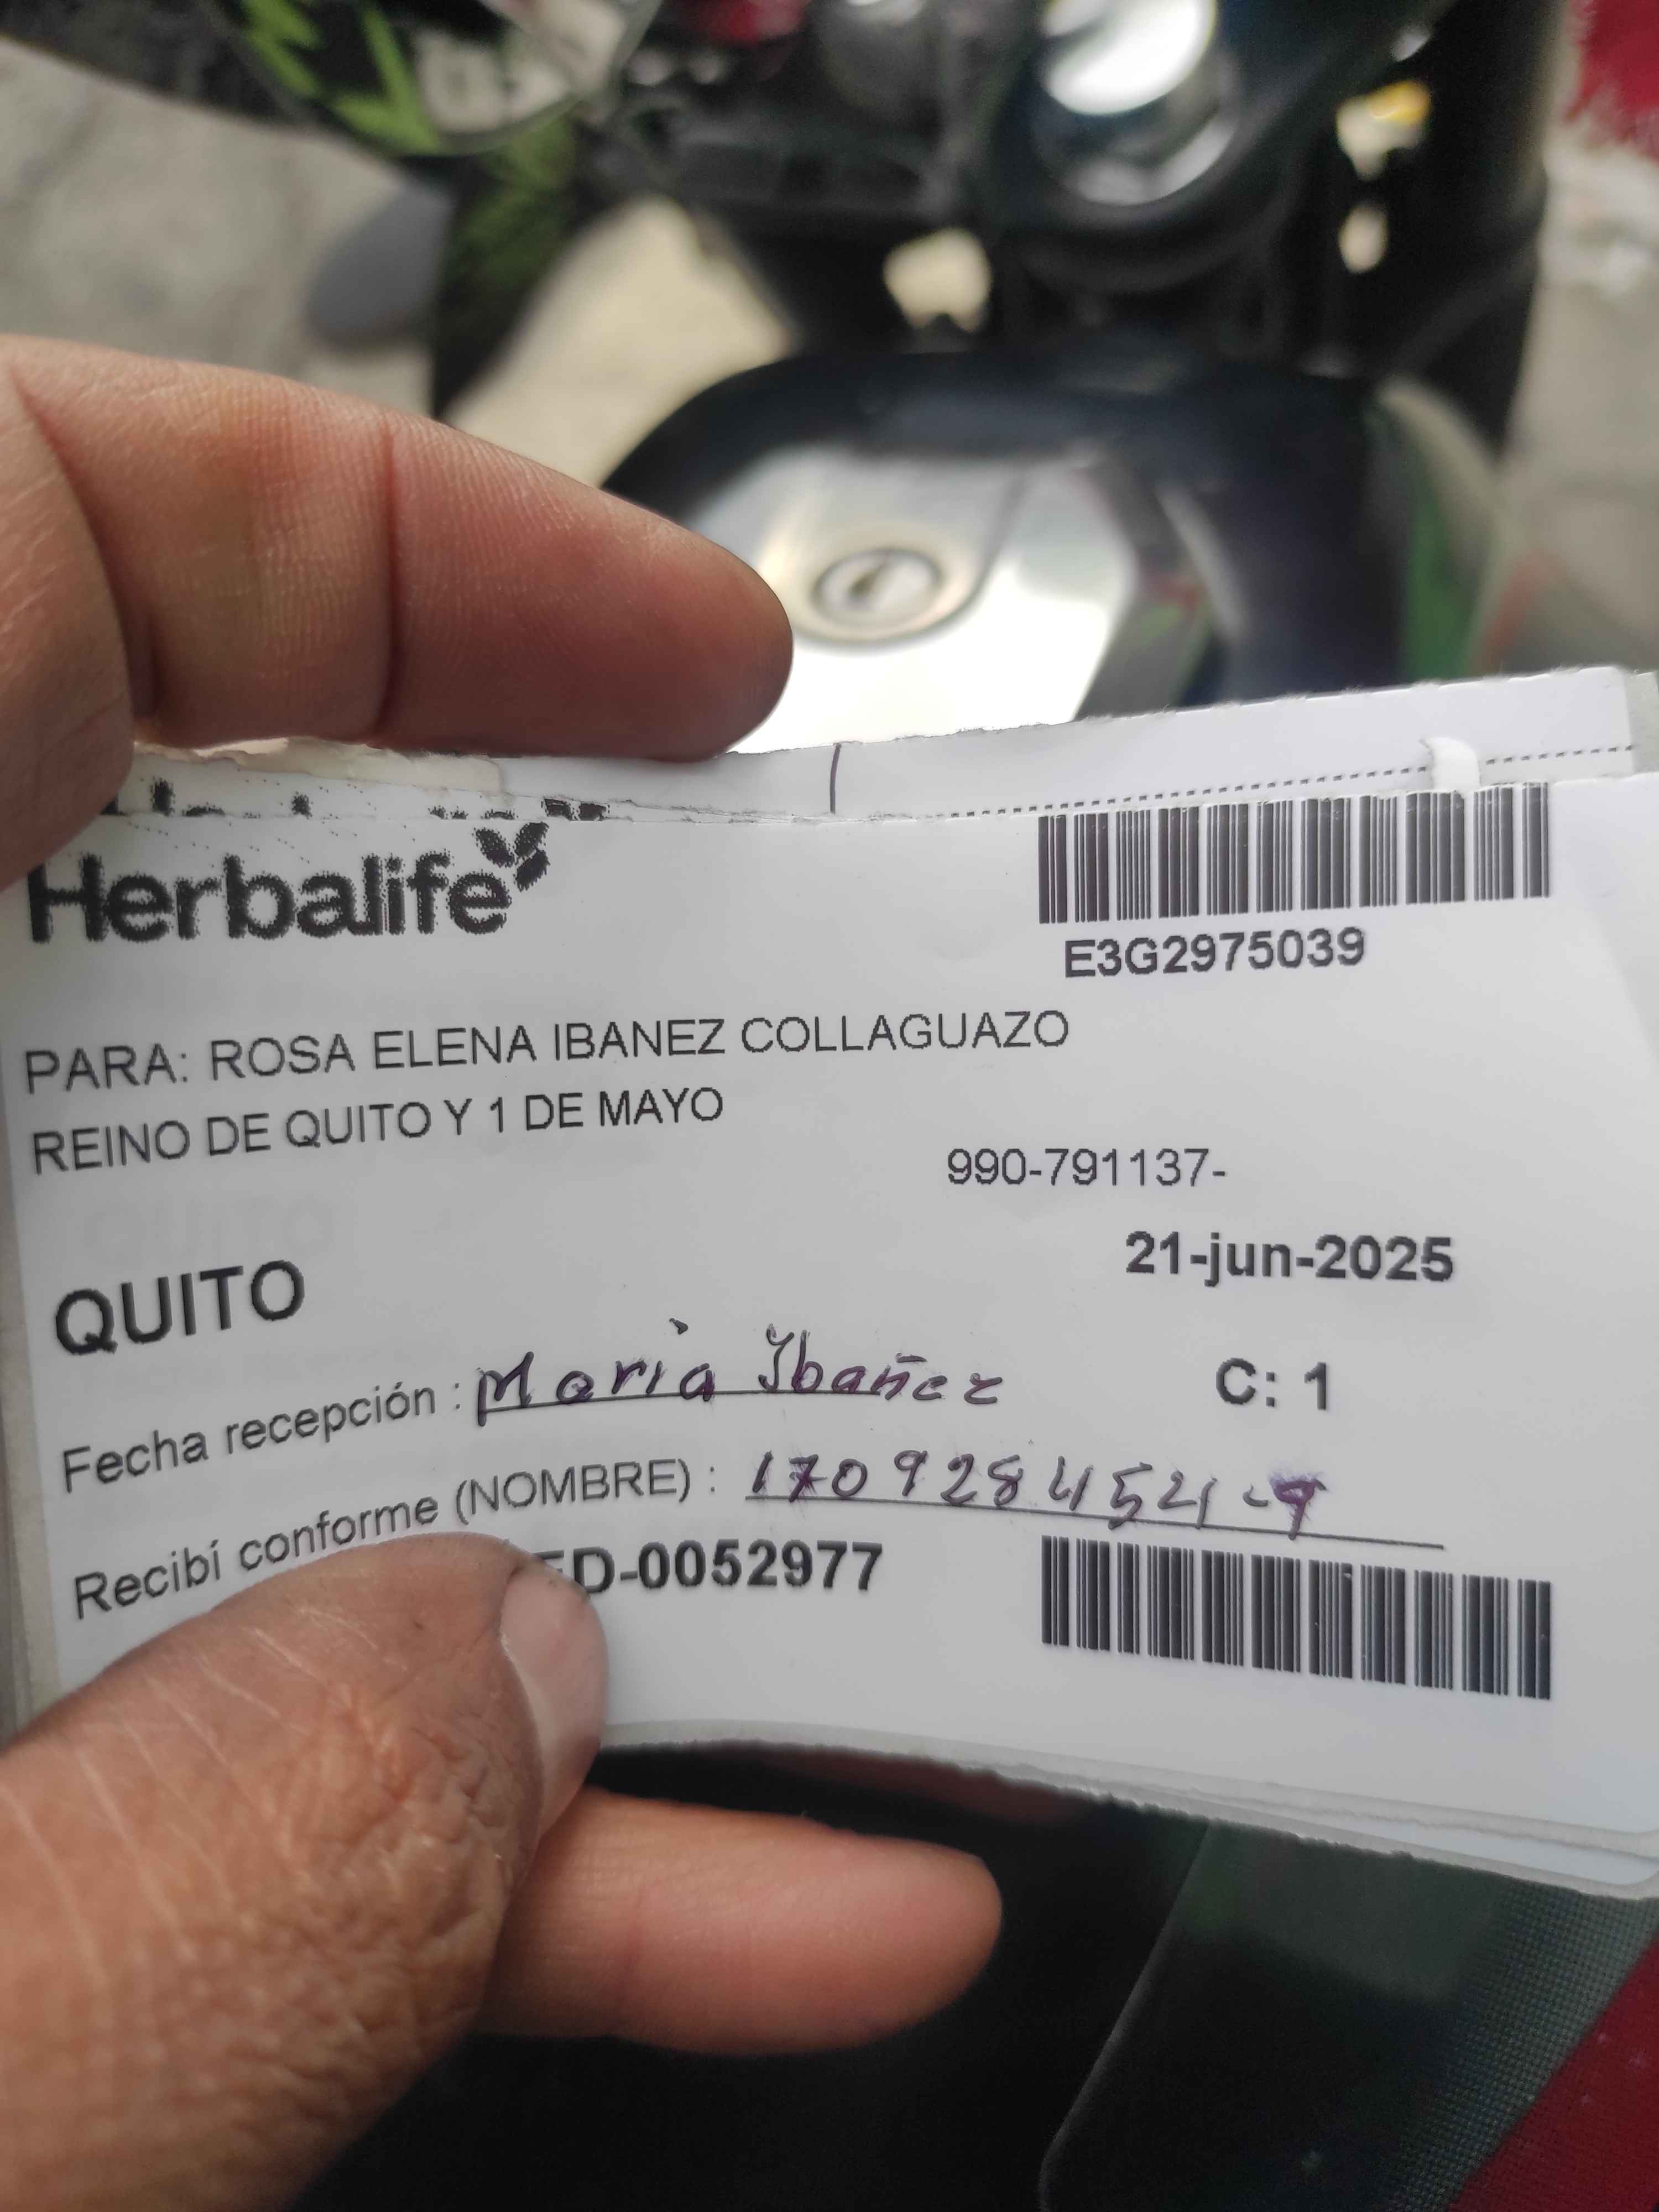 Herbalife
E3G2975039
PARA: ROSA ELENA IBANEZ COLLAGUAZO
REINO DE QUITO Y 1 DE MAYO
990-791137-
21-jun-2025
QUITO
Fecha recepción : Maria Ibañez
C: 1
Recibí conforme (NOMBRE) : 170928454-9
ED-0052977